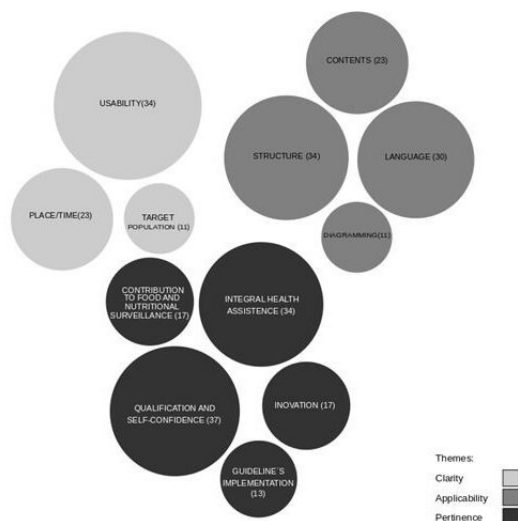 CONTENTS (23)
USABILITY(34)
STRUCTURE (34)
LANGUAGE (30)
PLACE/TIME(23)
TARGET
POPULATION (11)
DIAGRAMMING(11)
CONTRIBUTION
TO FOOD AND
NUTRITIONAL
SURVEILLANCE (17)
INTEGRAL HEALTH
ASSISTENCE (34)
QUALIFICATION AND
SELF-CONFIDENCE (37)
INOVATION (17)
GUIDELINE´S
IMPLEMENTATION
(13)
Themes:
Clarity
Applicability
Pertinence